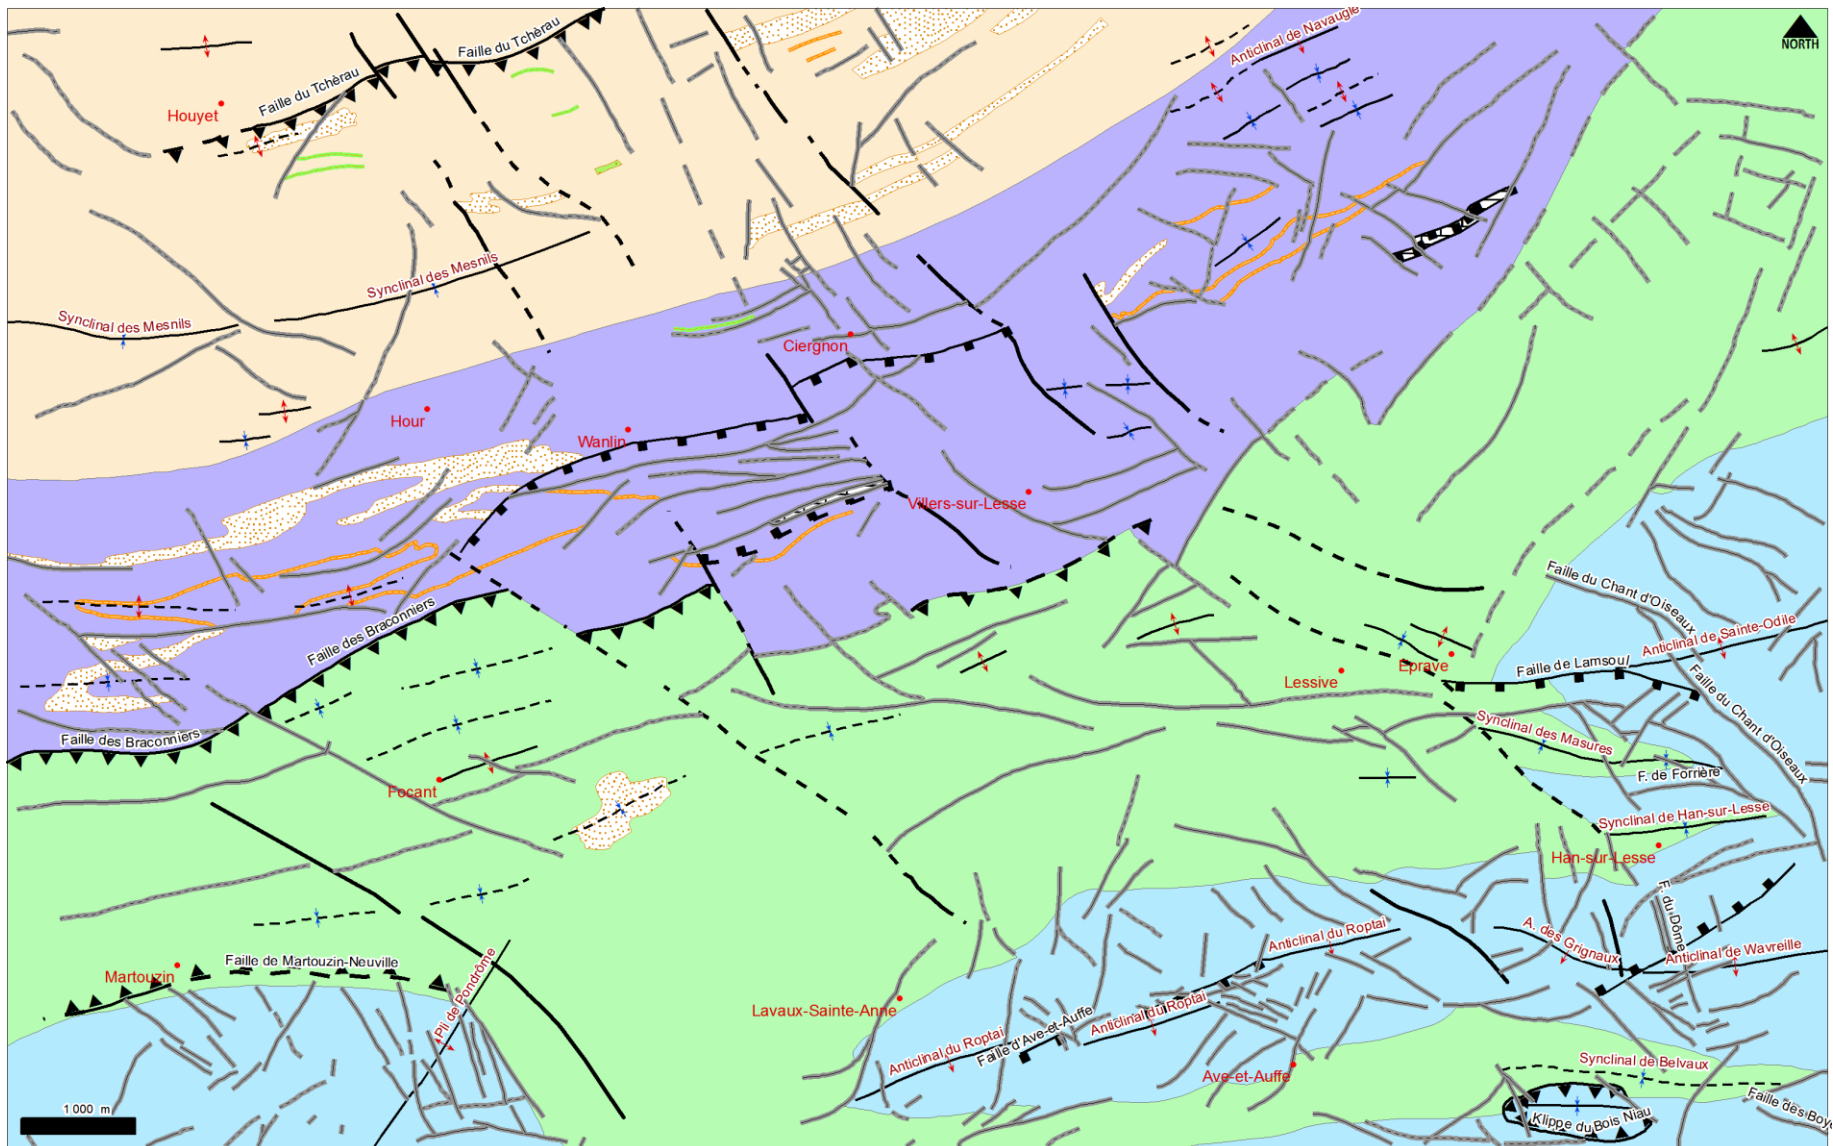 NORTH
Faille du Tchèrau
Anticlinal de Navaugle
Faille du Tchèrau
Houyet
Synclinal des Mesnils
Synclinal des Mesnils
Ciergnon
Hour
Wanlin
Villers-sur-Lesse
Faille du Chant d'Oiseaux
Faille des Braconniers
Anticlinal de Sainte-Odile
Eprave
Faille de Lamsoul
Lessive
Faille du Chant d'Oiseaux
Synclinal des Masures
Faille des Braconniers
F. de Forrière
Focant
Synclinal de Han-sur-Lesse
Han-sur-Lesse
F. du Dôme
Anticlinal du Roptai
A. des Grignaux
Anticlinal de Wavreille
Faille de Martouzin-Neuville
Martouzin
Pli de Pondrôme
Lavaux-Sainte-Anne
Anticlinal du Roptai
Faille d'Ave-et-Auffe
Anticlinal du Roptai
Ave-et-Auffe
Synclinal de Belvaux
Faille des Boye
Klippe du Bois Niau
1 000 m